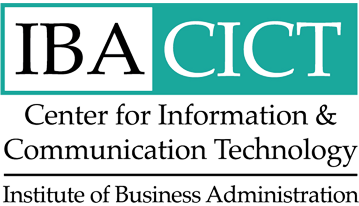 IBA CICT
Center for Information &
Communication Technology
Institute of Business Administration